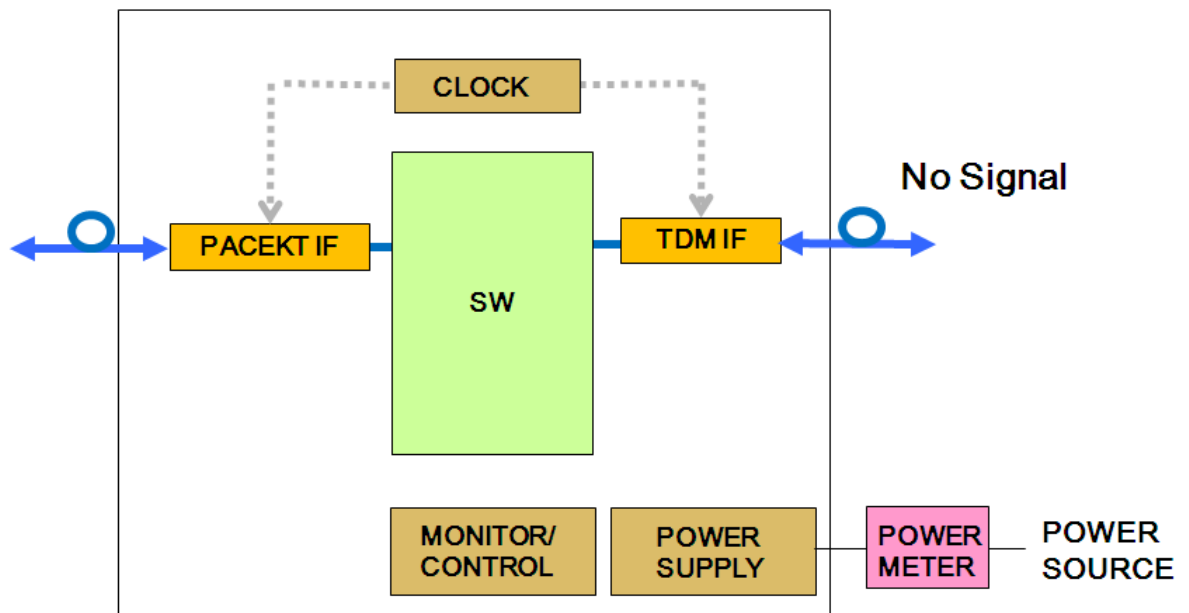 CLOCK
No Signal
PACEKT IF
TDM IF
SW
MONITOR/
CONTROL
POWER
SUPPLY
POWER
METER
POWER
SOURCE